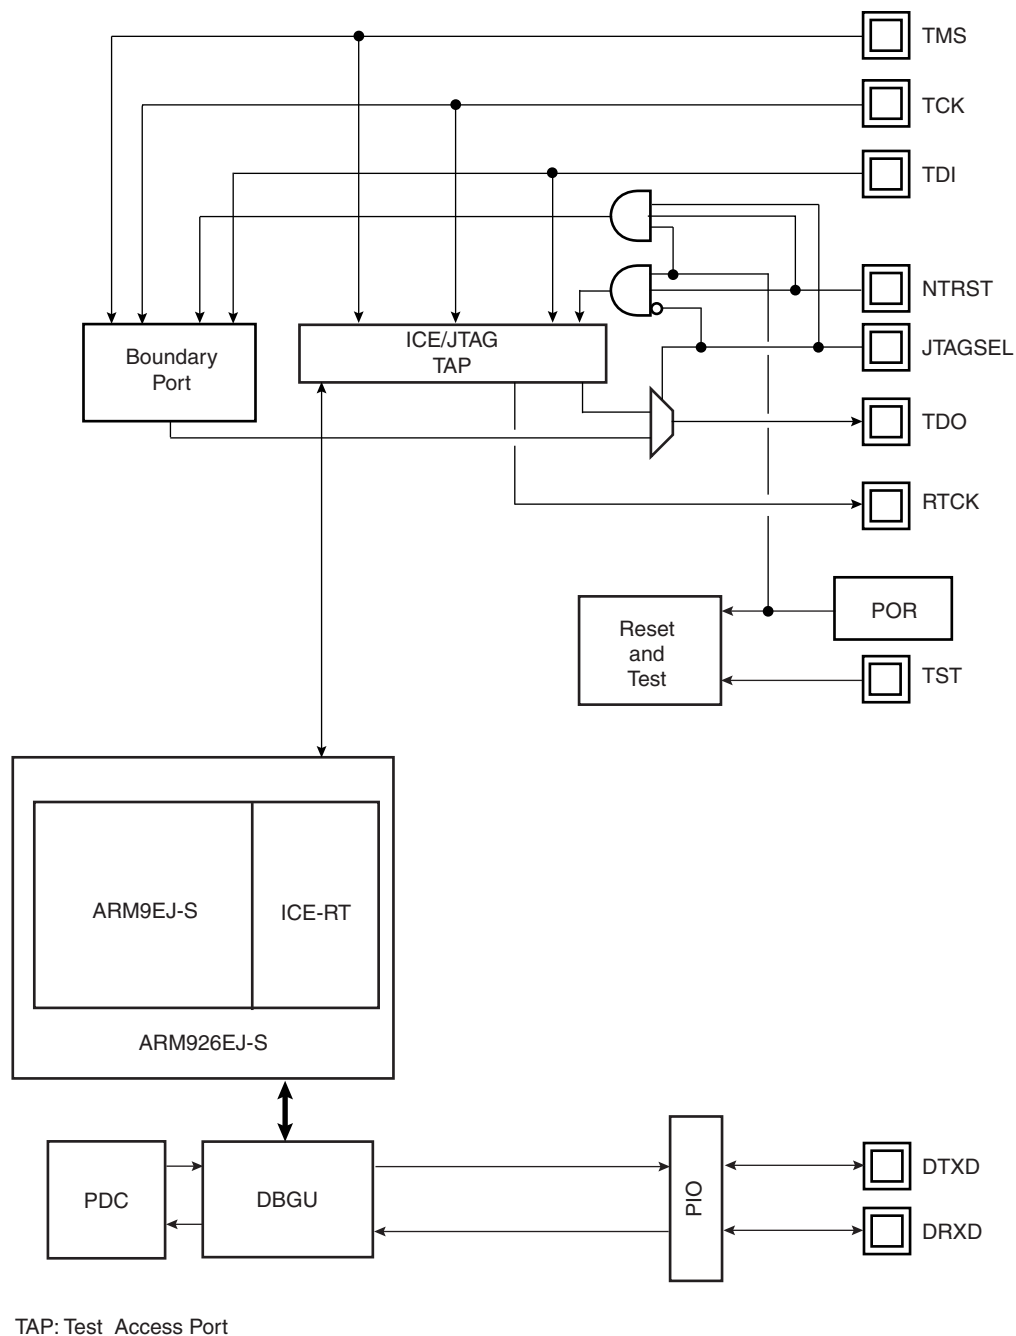 TMS
TCK
TDI
NTRST
JTAGSEL
Boundary
Port
ICE/JTAG
TAP
TDO
RTCK
POR
Reset
and
Test
TST
ARM9EJ-S
ICE-RT
ARM926EJ-S
PDC
DBGU
PIO
DTXD
DRXD
TAP: Test Access Port